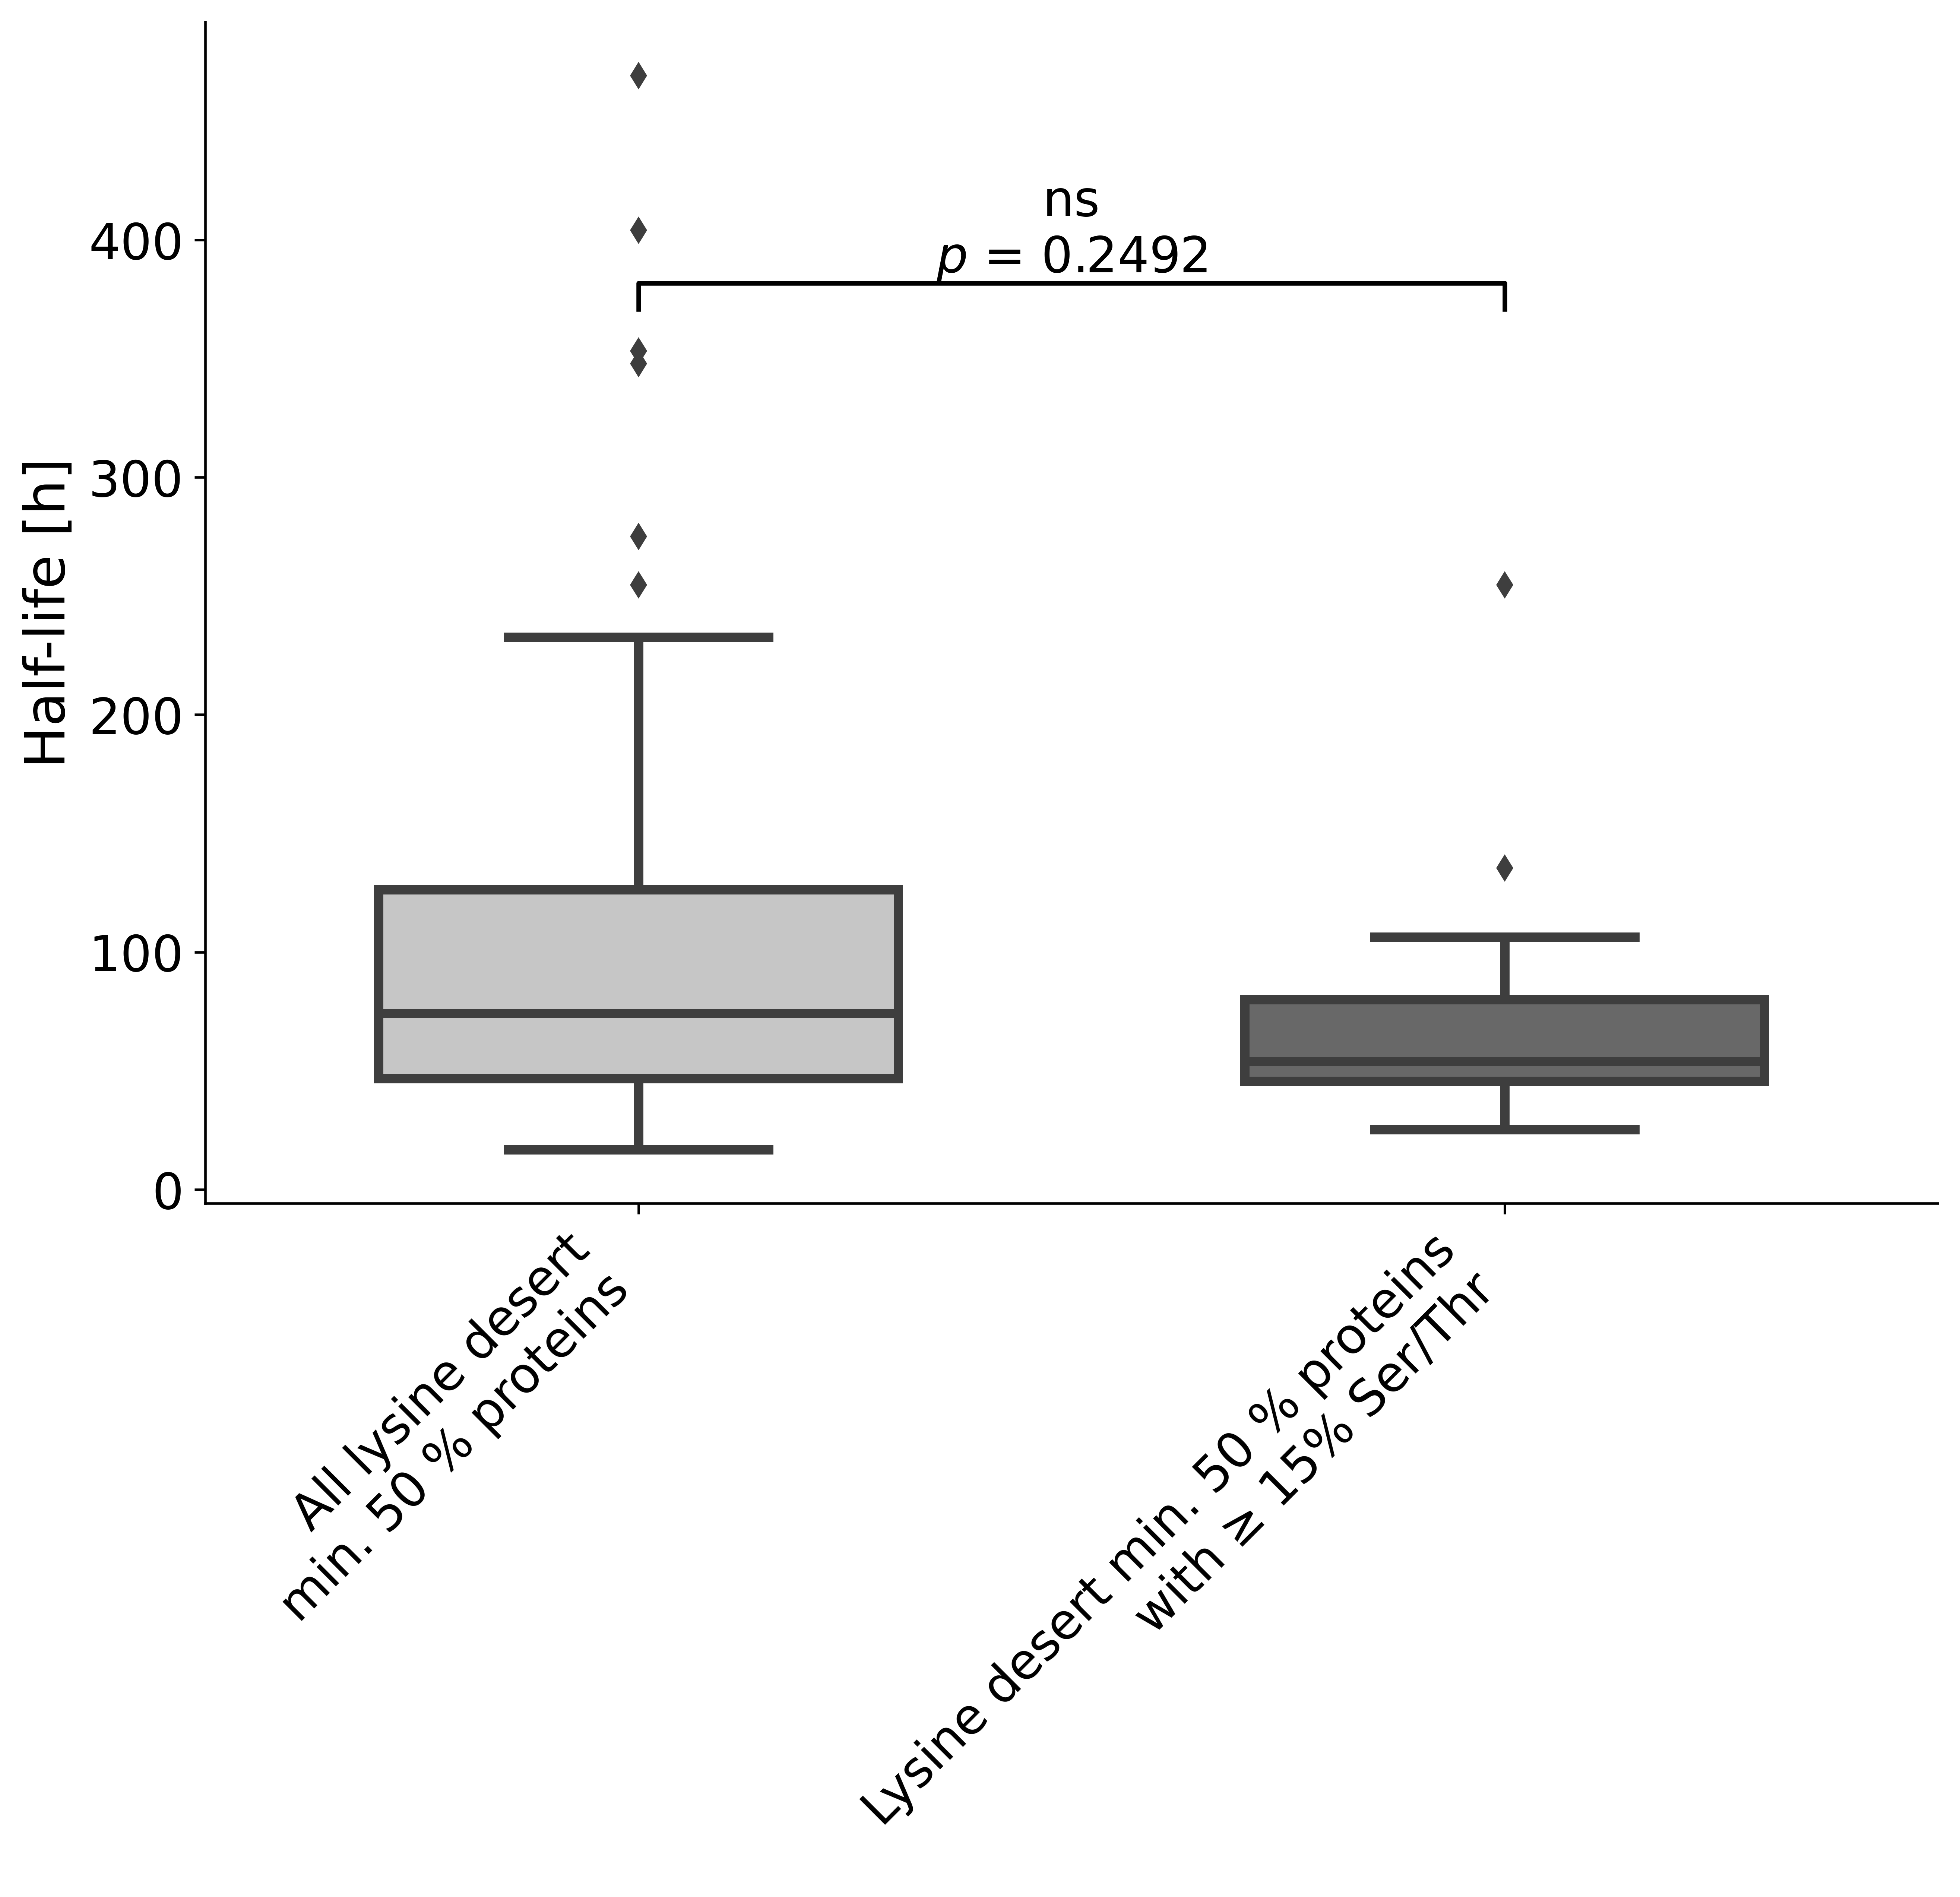 ns
p = 0.2492
Half-life [h]
400
300
200
100
0
All lysine desert
min. 50 % proteins
Lysine desert min. 50 % proteins
with ≥ 15% Ser/Thr